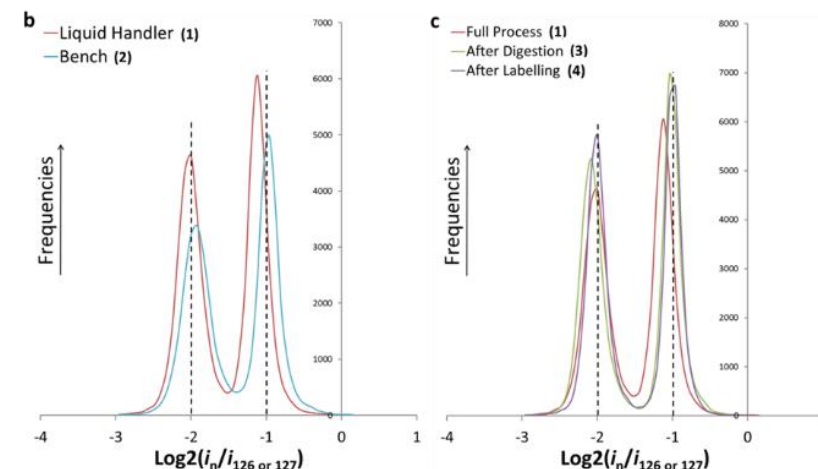 b
Liquid Handler (1)
Bench (2)
Frequencies
7000
6000
5000
4000
3000
2000
1000
0
-4 -3 -2 -1 0 1
Log2(in/i126 or 127)
c
Full Process (1)
After Digestion (3)
After Labelling (4)
Frequencies
8000
7000
6000
5000
4000
3000
2000
1000
0
-4 -3 -2 -1 0
Log2(in/i126 or 127)